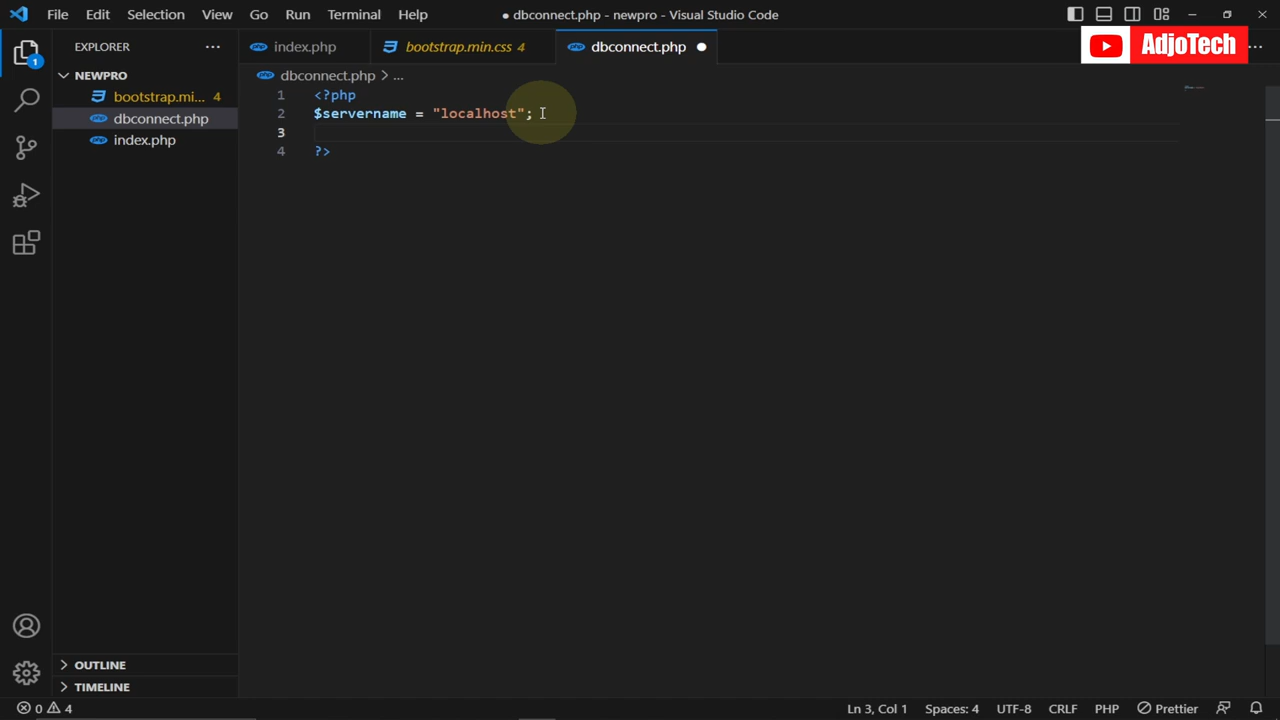 File Edit Selection View Go Run Terminal Help ● dbconnect.php - newpro - Visual Studio Code
EXPLORER ···
index.php
bootstrap.min.css 4
dbconnect.php ●
AdjoTech
NEWPRO
bootstrap.mi... 4
dbconnect.php
index.php
dbconnect.php > ...
1 <?php
2 $servername = "localhost";
3
4 ?>
OUTLINE
TIMELINE
1
0 4
Ln 3, Col 1 Spaces: 4 UTF-8 CRLF PHP Prettier